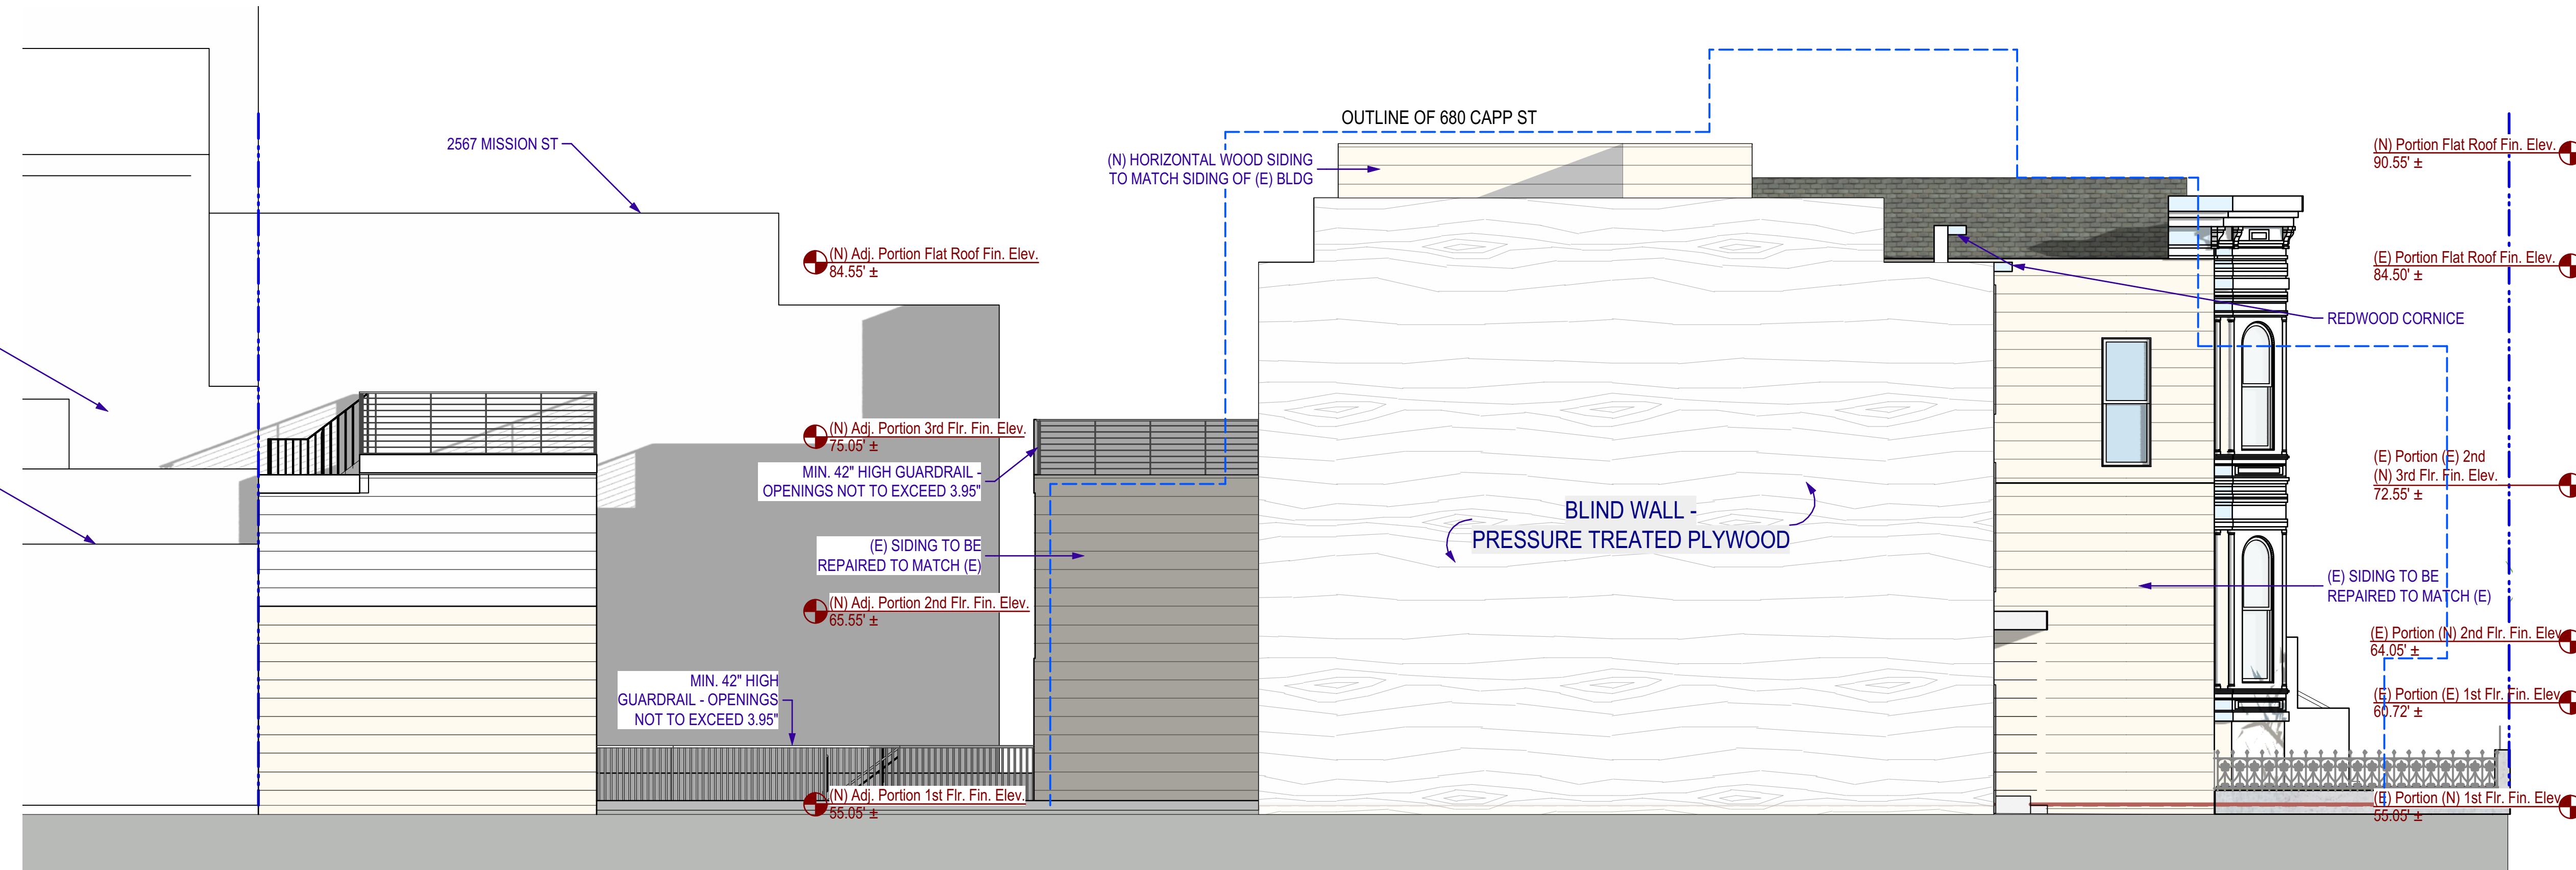 OUTLINE OF 680 CAPP ST
2567 MISSION ST
(N) HORIZONTAL WOOD SIDING
TO MATCH SIDING OF (E) BLDG
(N) Portion Flat Roof Fin. Elev.
90.55' ±
(N) Adj. Portion Flat Roof Fin. Elev.
84.55' ±
(E) Portion Flat Roof Fin. Elev.
84.50' ±
REDWOOD CORNICE
(N) Adj. Portion 3rd Flr. Fin. Elev.
75.05' ±
MIN. 42" HIGH GUARDRAIL -
OPENINGS NOT TO EXCEED 3.95"
(E) Portion (E) 2nd
(N) 3rd Flr. Fin. Elev.
72.55' ±
BLIND WALL -
PRESSURE TREATED PLYWOOD
(E) SIDING TO BE
REPAIRED TO MATCH (E)
(E) SIDING TO BE
REPAIRED TO MATCH (E)
(N) Adj. Portion 2nd Flr. Fin. Elev.
65.55' ±
(E) Portion (N) 2nd Flr. Fin. Elev.
64.05' ±
MIN. 42" HIGH
GUARDRAIL - OPENINGS
NOT TO EXCEED 3.95"
(E) Portion (E) 1st Flr. Fin. Elev.
60.72' ±
(N) Adj. Portion 1st Flr. Fin. Elev.
55.05' ±
(E) Portion (N) 1st Flr. Fin. Elev.
55.05' ±